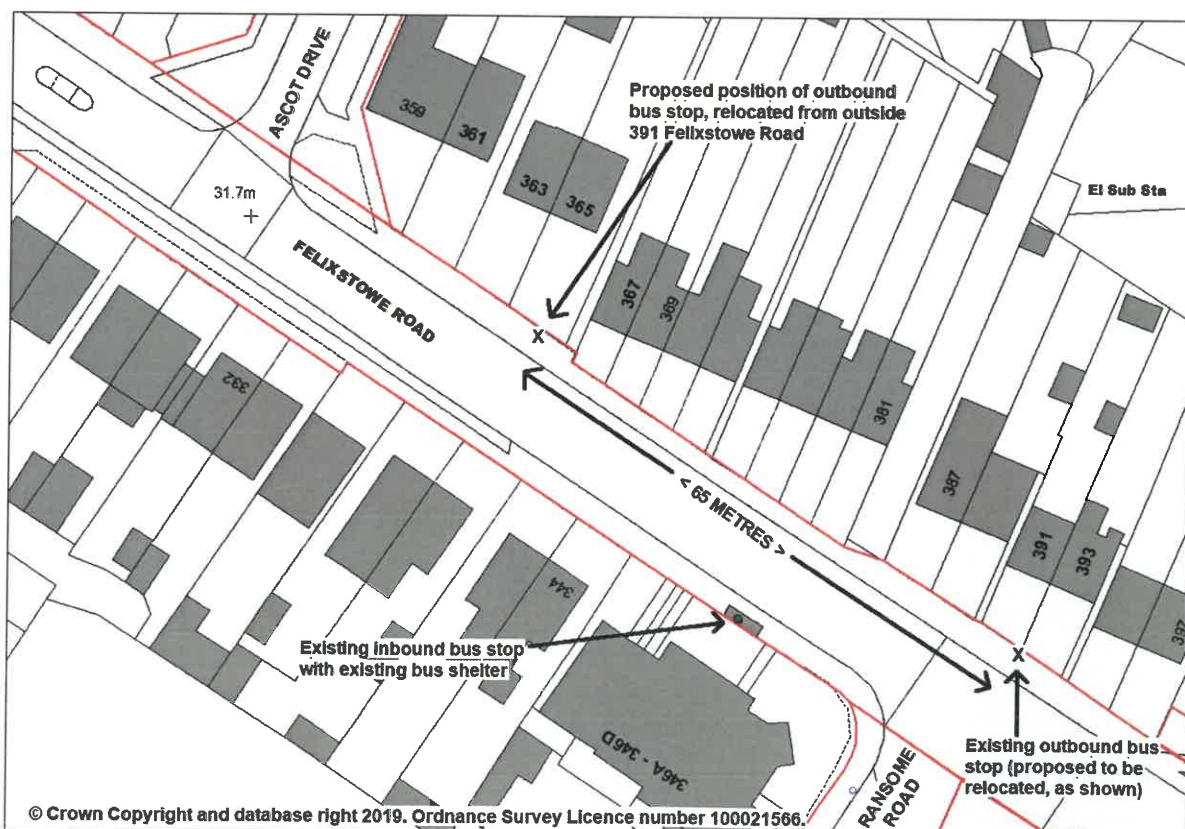 ASCOT DRIVE
359
361
Proposed position of outbound
bus stop, relocated from outside
391 Felixstowe Road
363
365
El Sub Sta
31.7m
FELIXSTOWE ROAD
367
369
X
332
381
< 65 METRES >
387
391
393
397
344
Existing inbound bus stop
with existing bus shelter
X
346A - 346D
Existing outbound bus
stop (proposed to be
relocated, as shown)
RANSOME
ROAD
© Crown Copyright and database right 2019. Ordnance Survey Licence number 100021566.